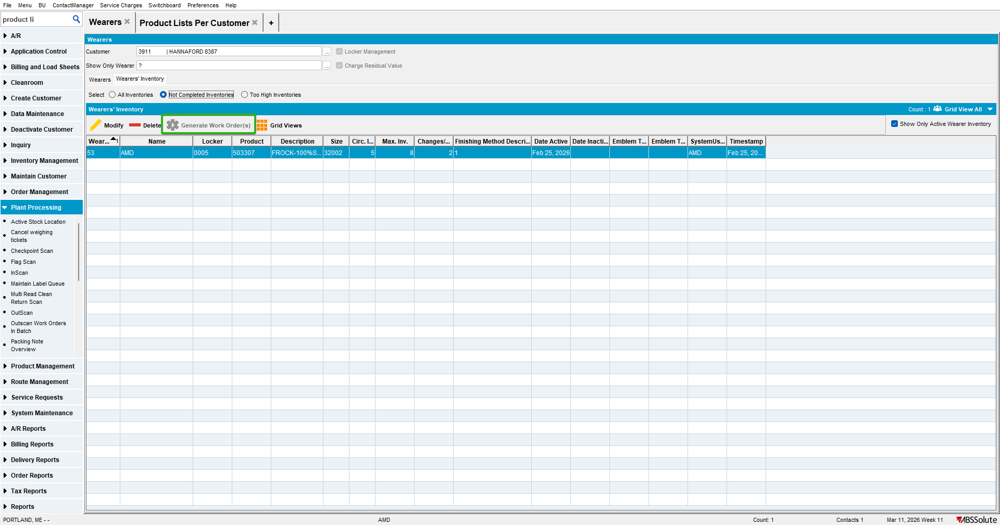 File Menu BU ContactManager Service Charges Switchboard Preferences Help
product li
Wearers Product Lists Per Customer +
A/R
Application Control
Billing and Load Sheets
Cleanroom
Create Customer
Data Maintenance
Deactivate Customer
Inquiry
Inventory Management
Maintain Customer
Order Management
Plant Processing
Active Stock Location
Cancel weighing
tickets
Checkpoint Scan
Flag Scan
InScan
Maintain Label Queue
Multi Read Clean
Return Scan
OutScan
Outscan Work Orders
In Batch
Packing Note
Overview
Product Management
Route Management
Service Requests
System Maintenance
A/R Reports
Billing Reports
Delivery Reports
Order Reports
Tax Reports
Reports
Wearers
Customer 3911 | HANNAFORD 8387 ... Locker Management
Show Only Wearer ? ... Charge Residual Value
Wearers Wearers' Inventory
Select All Inventories Not Completed Inventories Too High Inventories
Wearers' Inventory Count : 1 Grid View All
Modify Delete Generate Work Order(s) Grid Views Show Only Active Wearer Inventory
Wear... 1 Name Locker Product Description Size Circ. I... Max. Inv. Changes/... Finishing Method Descri... Date Active Date Inacti... Emblem T... Emblem T... SystemUs... Timestamp
53 AMD 0005 503307 FROCK-100%S... 32002 5 8 2 1 Feb 25, 2026 AMD Feb 25, 20...
PORTLAND, ME - - AMD Count: 1 Contacts 1 Mar 11, 2026 Week 11 ABSSolute